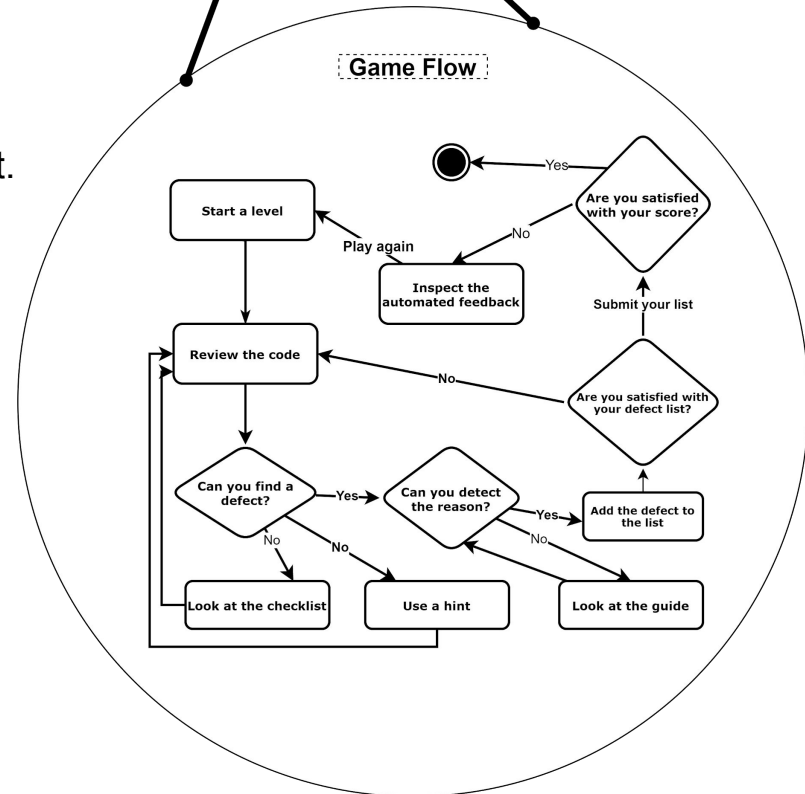 Game Flow
t.
Yes
Are you satisfied
with your score?
Start a level
No
Play again
Inspect the
automated feedback
Submit your list
Review the code
No
Are you satisfied with
your defect list?
Can you find a
defect?
Yes
Can you detect
the reason?
Yes
Add the defect to
the list
No
No
No
Look at the checklist
Use a hint
Look at the guide